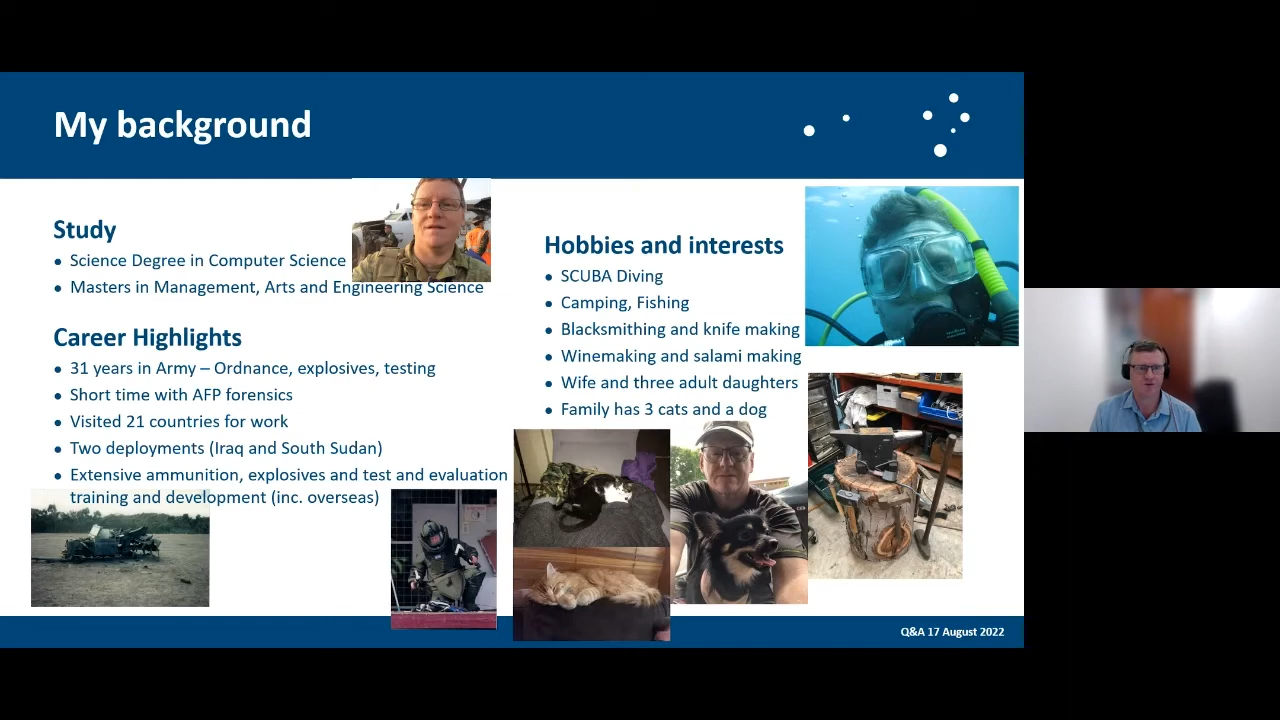 My background
Study
• Science Degree in Computer Science
• Masters in Management, Arts and Engineering Science
Career Highlights
• 31 years in Army – Ordnance, explosives, testing
• Short time with AFP forensics
• Visited 21 countries for work
• Two deployments (Iraq and South Sudan)
• Extensive ammunition, explosives and test and evaluation
training and development (inc. overseas)
Hobbies and interests
• SCUBA Diving
• Camping, Fishing
• Blacksmithing and knife making
• Winemaking and salami making
• Wife and three adult daughters
• Family has 3 cats and a dog
Q&A 17 August 2022